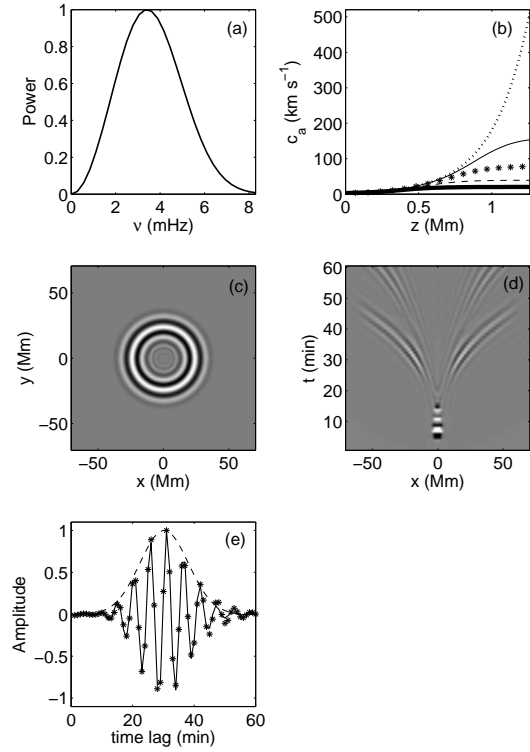 (a)
1
0.8
0.6
0.4
0.2
0
0 2 4 6 8
Power
ν (mHz)
(b)
500
400
300
200
100
0
0 0.5 1
c_a (km s⁻¹)
z (Mm)
(c)
50
0
−50
−50 0 50
y (Mm)
x (Mm)
(d)
60
50
40
30
20
10
−50 0 50
t (min)
x (Mm)
(e)
1
0.5
0
−0.5
−1
0 20 40 60
Amplitude
time lag (min)